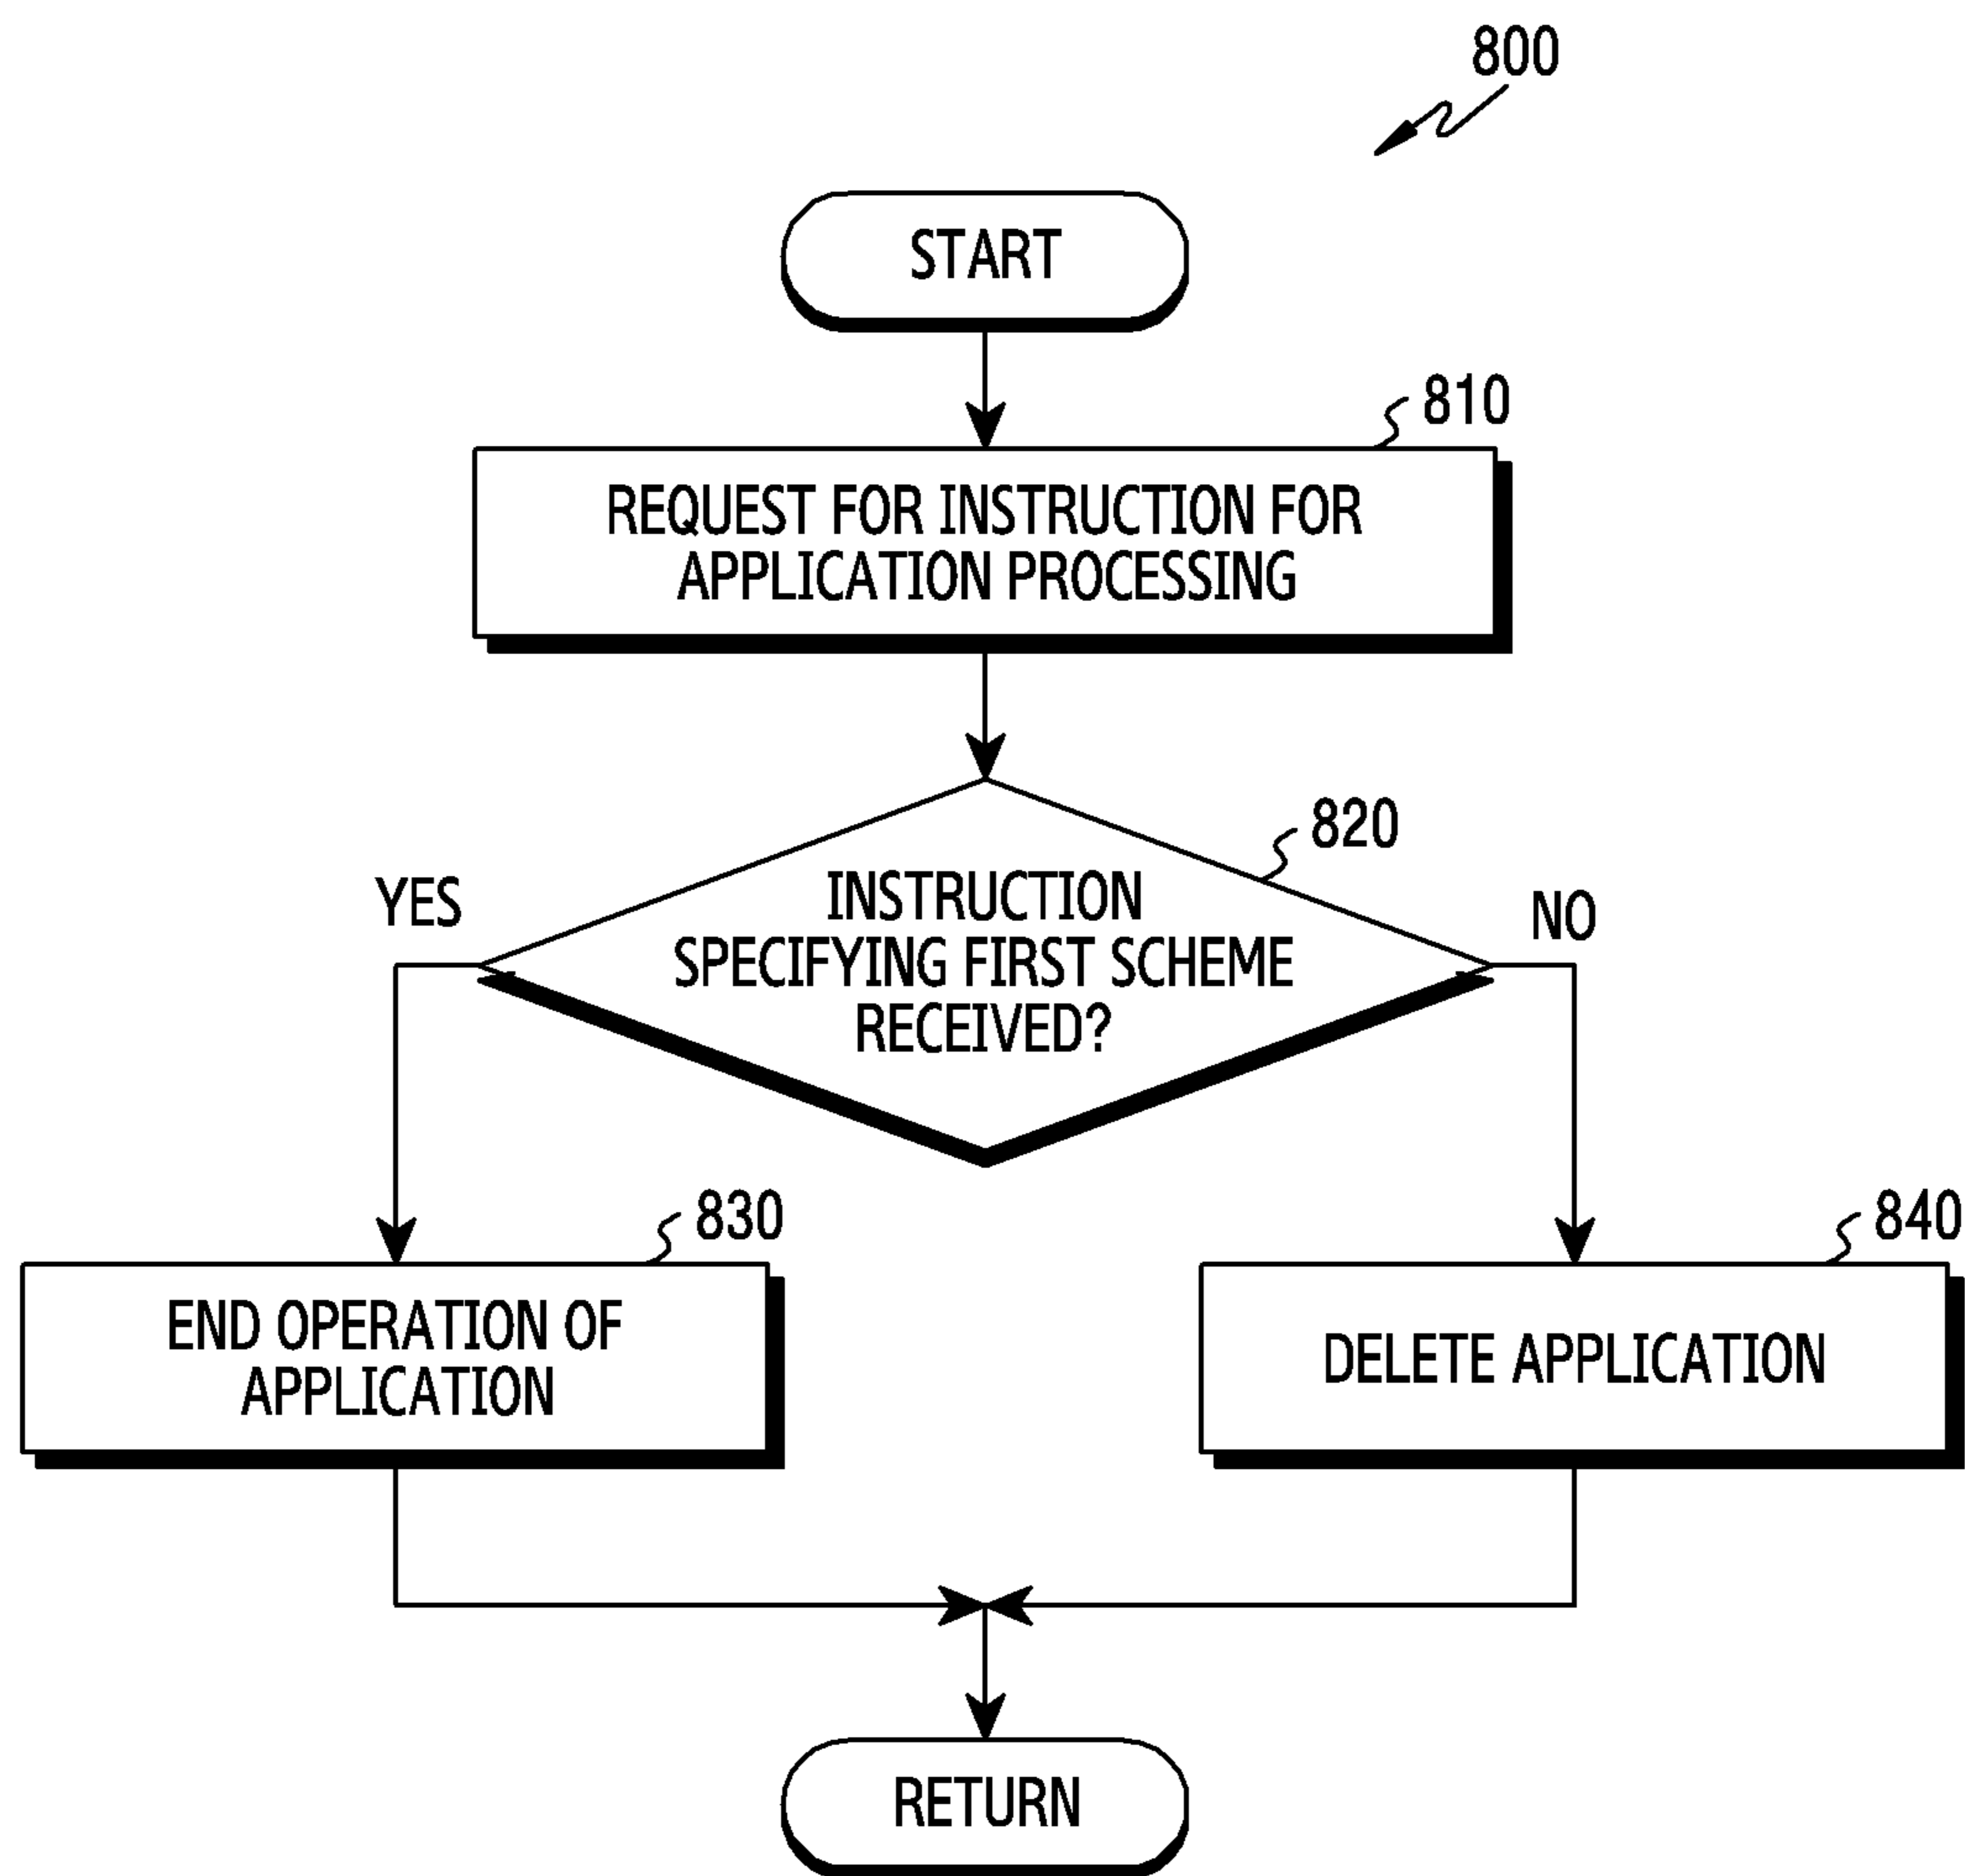 800
START
810
REQUEST FOR INSTRUCTION FOR
APPLICATION PROCESSING
820
YES
INSTRUCTION
SPECIFYING FIRST SCHEME
RECEIVED?
NO
830
END OPERATION OF
APPLICATION
840
DELETE APPLICATION
RETURN